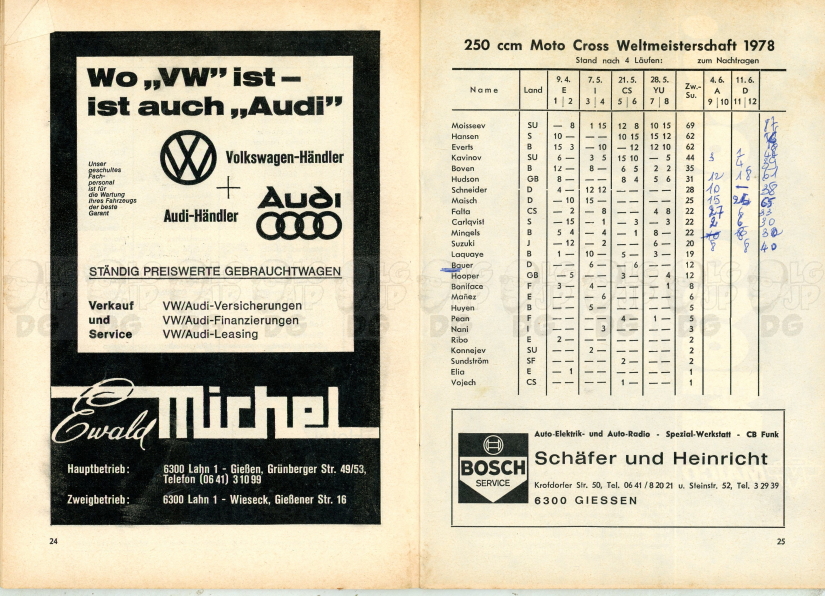 Wo „VW” ist –
ist auch „Audi”
Unser
geschultes
Fach-
personal
ist für
die Wartung
Ihres Fahrzeugs
der beste
Garant
Volkswagen-Händler
+
Audi-Händler
Audi
STÄNDIG PREISWERTE GEBRAUCHTWAGEN
Verkauf VW/Audi-Versicherungen
und VW/Audi-Finanzierungen
Service VW/Audi-Leasing
Ewald Michel
Hauptbetrieb: 6300 Lahn 1 - Gießen, Grünberger Str. 49/53,
Telefon (06 41) 3 10 99
Zweigbetrieb: 6300 Lahn 1 - Wieseck, Gießener Str. 16
24
250 ccm Moto Cross Weltmeisterschaft 1978
Stand nach 4 Läufen: zum Nachtragen
9. 4. 7. 5. 21. 5. 28. 5. 4. 6. 11. 6.
Name Land E I CS YU Zw.-Su. A D
1 | 2 3 | 4 5 | 6 7 | 8 9 | 10 11 | 12
Moisseev SU — 8 1 15 12 8 10 15 69
Hansen S 10 — — — 10 15 15 12 62
Everts B 15 3 — 10 — 12 12 10 62
Kavinov SU 6 — 3 5 15 10 — 5 44
Boven B 12 — 8 — 6 5 2 2 35
Hudson GB 8 — — — 8 4 5 6 31
Schneider D — 4 12 12 — — — — 28
Maisch D — 10 15 — — — — — 25
Falta CS — 2 — 8 — — 4 8 22
Carlqvist S — 15 — 1 — 3 — 3 22
Mingels B 5 4 — 4 — 1 8 — 22
Suzuki J — 12 — 2 — — 6 — 20
Laquaye B 1 — 10 — 5 — 3 — 19
Bauer D — — — 6 — 6 — — 12
Hooper GB — 5 — — 3 — — 4 12
Boniface F 3 — 4 — — — — 1 8
Mañez E — — — 6 — — — — 6
Huyen B — — 5 — — — — — 5
Pean F — — — — 4 — 1 — 5
Nani I — — — 3 — — — — 3
Ribo E 2 — — — — — — — 2
Konnejev SU — — 2 — — — — — 2
Sundström SF — — — — 2 — — — 2
Elia E — 1 — — — — — — 1
Vojech CS — — — — 1 — — — 1
Auto-Elektrik- und Auto-Radio - Spezial-Werkstatt - CB Funk
BOSCH
SERVICE
Schäfer und Heinricht
Krofdorfer Str. 50, Tel. 06 41 / 8 20 21 u. Steinstr. 52, Tel. 3 29 39
6300 GIESSEN
25